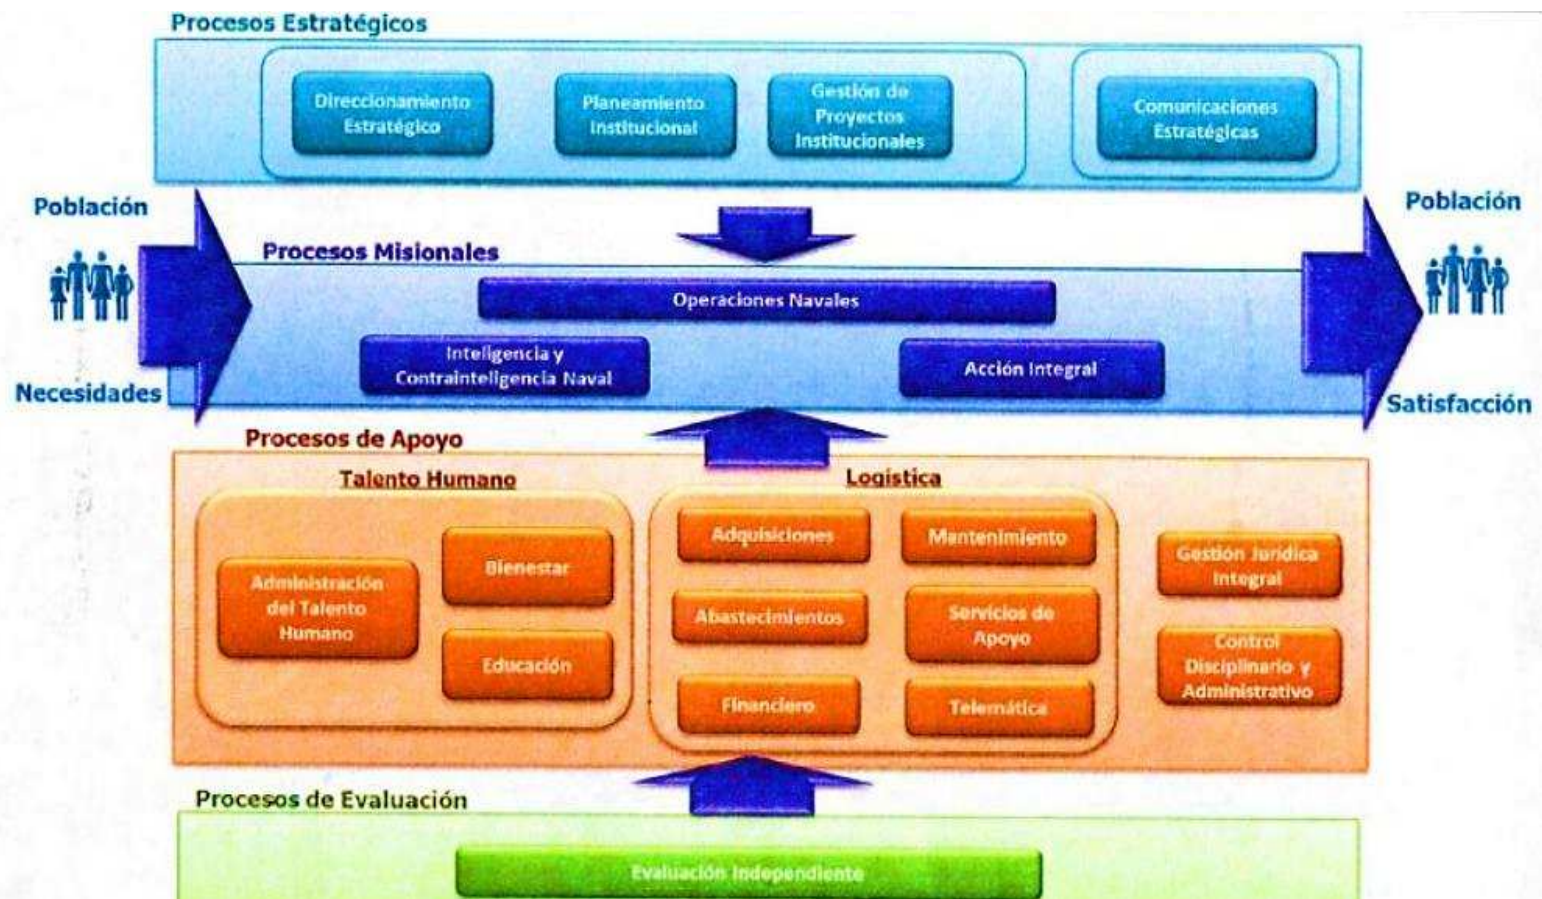 Procesos Estratégicos
Direccionamiento
Estratégico
Planeamiento
Institucional
Gestión de
Proyectos
Institucionales
Comunicaciones
Estratégicas
Población
Necesidades
Procesos Misionales
Operaciones Navales
Inteligencia y
Contrainteligencia Naval
Acción Integral
Población
Satisfacción
Procesos de Apoyo
Talento Humano
Administración
del Talento
Humano
Bienestar
Educación
Logística
Adquisiciones
Mantenimiento
Abastecimientos
Servicios de
Apoyo
Financiero
Telemática
Gestión Jurídica
Integral
Control
Disciplinario y
Administrativo
Procesos de Evaluación
Evaluación Independiente